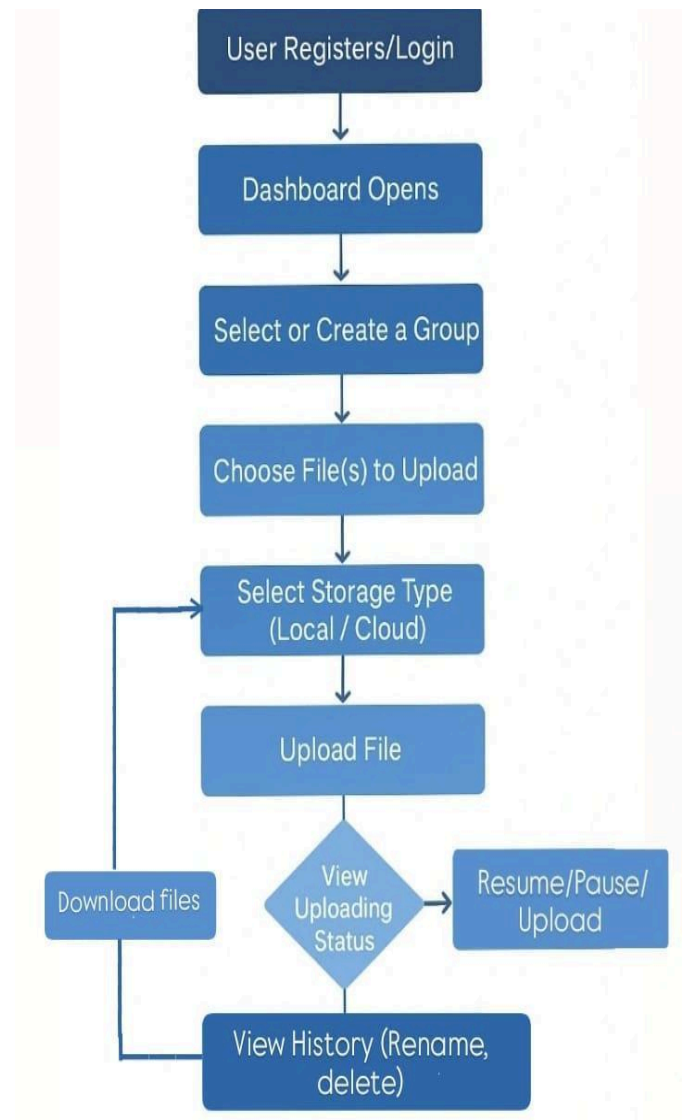 User Registers/Login
Dashboard Opens
Select or Create a Group
Choose File(s) to Upload
Select Storage Type
(Local / Cloud)
Upload File
View
Uploading
Status
Resume/Pause/
Upload
Download files
View History (Rename,
delete)